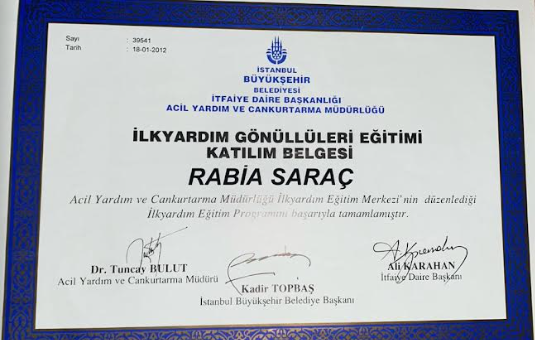 Sayı : 39541
Tarih : 18-01-2012
İSTANBUL
BÜYÜKŞEHİR
BELEDİYESİ
İTFAİYE DAİRE BAŞKANLIĞI
ACİL YARDIM VE CANKURTARMA MÜDÜRLÜĞÜ
İLKYARDIM GÖNÜLLÜLERİ EĞİTİMİ
KATILIM BELGESİ
RABİA SARAÇ
Acil Yardım ve Cankurtarma Müdürlüğü İlkyardım Eğitim Merkezi'nin düzenlediği
İlkyardım Eğitim Programını başarıyla tamamlamıştır.
Dr. Tuncay BULUT
Acil Yardım ve Cankurtarma Müdürü
Kadir TOPBAŞ
İstanbul Büyükşehir Belediye Başkanı
Ali KARAHAN
İtfaiye Daire Başkanı